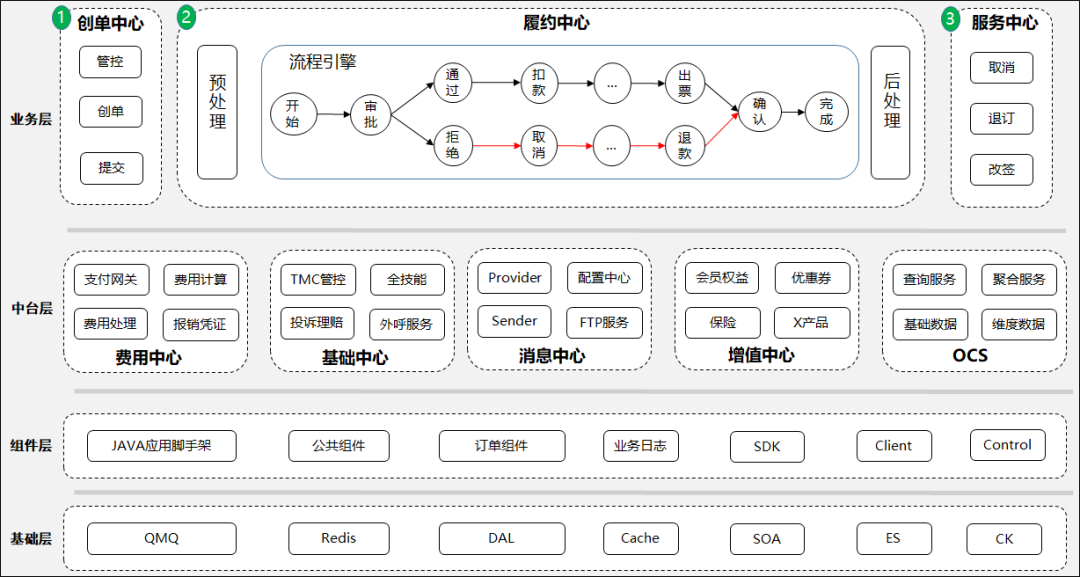 1
创单中心
管控
创单
提交
2
履约中心
预处理
流程引擎
开始
审批
通过
扣款
...
出票
拒绝
取消
...
退款
确认
完成
后处理
3
服务中心
取消
退订
改签
业务层
中台层
支付网关
费用计算
费用处理
报销凭证
费用中心
TMC管控
全技能
投诉理赔
外呼服务
基础中心
Provider
配置中心
Sender
FTP服务
消息中心
会员权益
优惠券
保险
X产品
增值中心
查询服务
聚合服务
基础数据
维度数据
OCS
组件层
JAVA应用脚手架
公共组件
订单组件
业务日志
SDK
Client
Control
基础层
QMQ
Redis
DAL
Cache
SOA
ES
CK